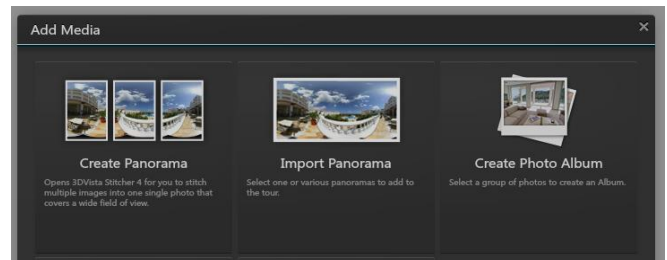 Add Media
Create Panorama
Opens 3DVista Stitcher 4 for you to stitch
multiple images into one single photo that
covers a wide field of view.
Import Panorama
Select one or various panoramas to add to
the tour.
Create Photo Album
Select a group of photos to create an Album.